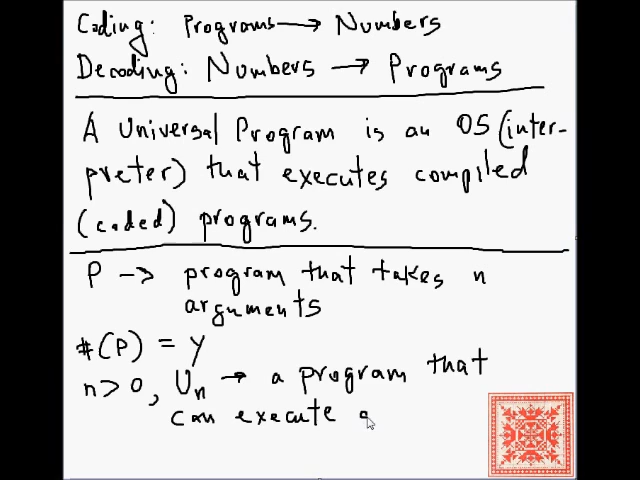 Coding: Programs → Numbers
Decoding: Numbers → Programs
A Universal Program is an OS (inter-
preter) that executes compiled
(coded) programs.
P → program that takes n
arguments
#(P) = y
n > 0, Un → a program that
can execute a